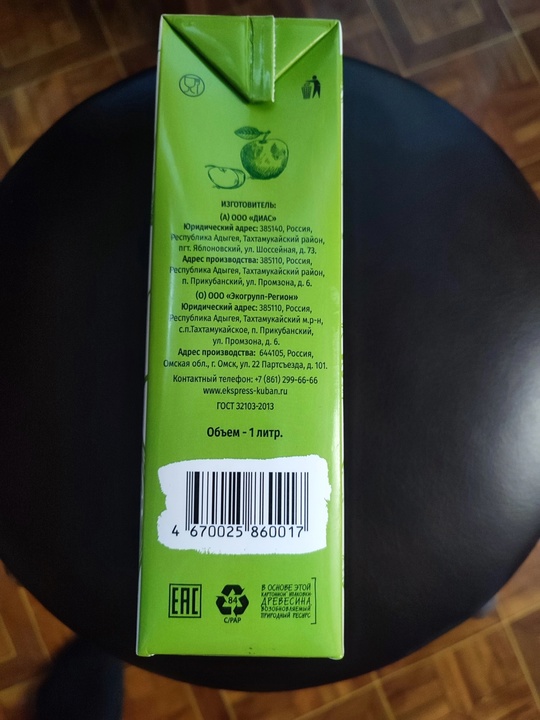 ИЗГОТОВИТЕЛЬ:
(А) ООО «ДИАС»
Юридический адрес: 385140, Россия,
Республика Адыгея, Тахтамукайский район,
пгт. Яблоновский, ул. Шоссейная, д. 73.
Адрес производства: 385110, Россия,
Республика Адыгея, Тахтамукайский район,
п. Прикубанский, ул. Промзона, д. 6.
(О) ООО «Экогрупп-Регион»
Юридический адрес: 385110, Россия,
Республика Адыгея, Тахтамукайский м.р-н,
с.п.Тахтамукайское, п. Прикубанский,
ул. Промзона, д. 6.
Адрес производства: 644105, Россия,
Омская обл., г. Омск, ул. 22 Партсъезда, д. 101.
Контактный телефон: +7 (861) 299-66-66
www.ekspress-kuban.ru
ГОСТ 32103-2013
Объем - 1 литр.
4 670025 860017
ЕАС
84
C/PAP
В ОСНОВЕ ЭТОЙ
КАРТОННОЙ УПАКОВКИ
ДРЕВЕСИНА
ВОЗОБНОВЛЯЕМЫЙ
ПРИРОДНЫЙ РЕСУРС